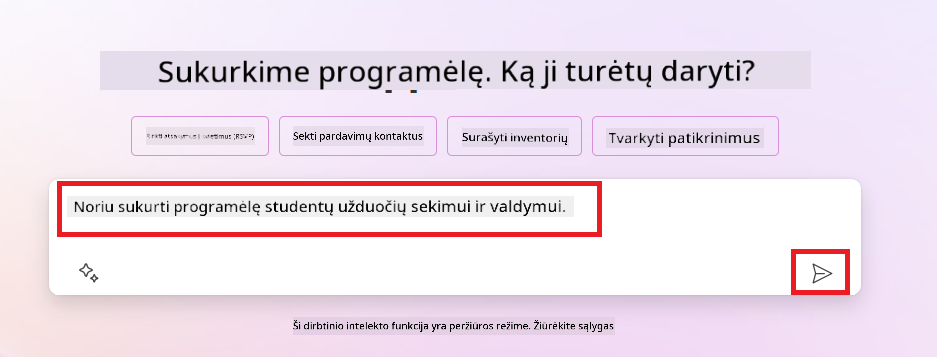 Sukurkime programėlę. Ką ji turėtų daryti?
(RSVP)
Sekti pardavimų kontaktus
Surašyti inventorių
Tvarkyti patikrinimus
Noriu sukurti programėlę studentų užduočių sekimui ir valdymui.
Ši dirbtinio intelekto funkcija yra peržiūros režime. Žiūrėkite sąlygas